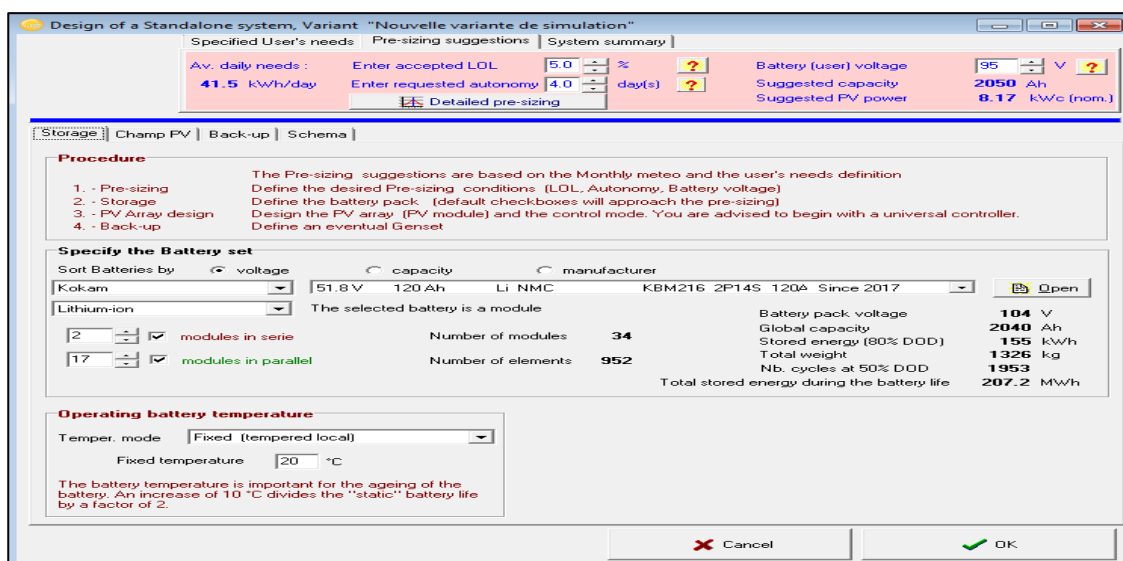 Design of a Standalone system, Variant "Nouvelle variante de simulation"
Specified User's needs Pre-sizing suggestions System summary
Av. daily needs : Enter accepted LOL 5.0 % ? Battery (user) voltage 95 V ?
41.5 kWh/day Enter requested autonomy 4.0 day(s) ? Suggested capacity 2050 Ah
Detailed pre-sizing Suggested PV power 8.17 kWc (nom.)
Storage Champ PV Back-up Schema
Procedure
The Pre-sizing suggestions are based on the Monthly meteo and the user's needs definition
1. - Pre-sizing Define the desired Pre-sizing conditions (LOL, Autonomy, Battery voltage)
2. - Storage Define the battery pack (default checkboxes will approach the pre-sizing)
3. - PV Array design Design the PV array (PV module) and the control mode. You are advised to begin with a universal controller.
4. - Back-up Define an eventual Genset
Specify the Battery set
Sort Batteries by voltage capacity manufacturer
Kokam 51.8 V 120 Ah Li NMC KBM216 2P14S 120A Since 2017 Open
Lithium-ion The selected battery is a module Battery pack voltage 104 V
Global capacity 2040 Ah
2 modules in serie Number of modules 34 Stored energy (80% DOD) 155 kWh
Total weight 1326 kg
17 modules in parallel Number of elements 952 Nb. cycles at 50% DOD 1953
Total stored energy during the battery life 207.2 MWh
Operating battery temperature
Temper. mode Fixed (tempered local)
Fixed temperature 20 °C
The battery temperature is important for the ageing of the
battery. An increase of 10 °C divides the "static" battery life
by a factor of 2.
Cancel OK